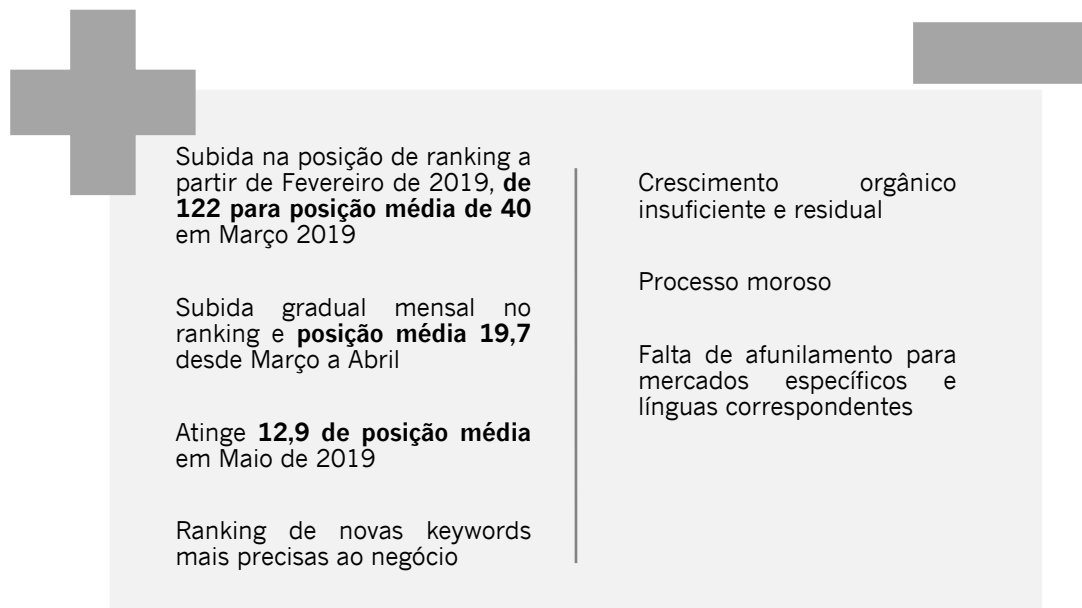 Subida na posição de ranking a
partir de Fevereiro de 2019, de
122 para posição média de 40
em Março 2019
Subida gradual mensal no
ranking e posição média 19,7
desde Março a Abril
Atinge 12,9 de posição média
em Maio de 2019
Ranking de novas keywords
mais precisas ao negócio
Crescimento orgânico
insuficiente e residual
Processo moroso
Falta de afunilamento para
mercados específicos e
línguas correspondentes